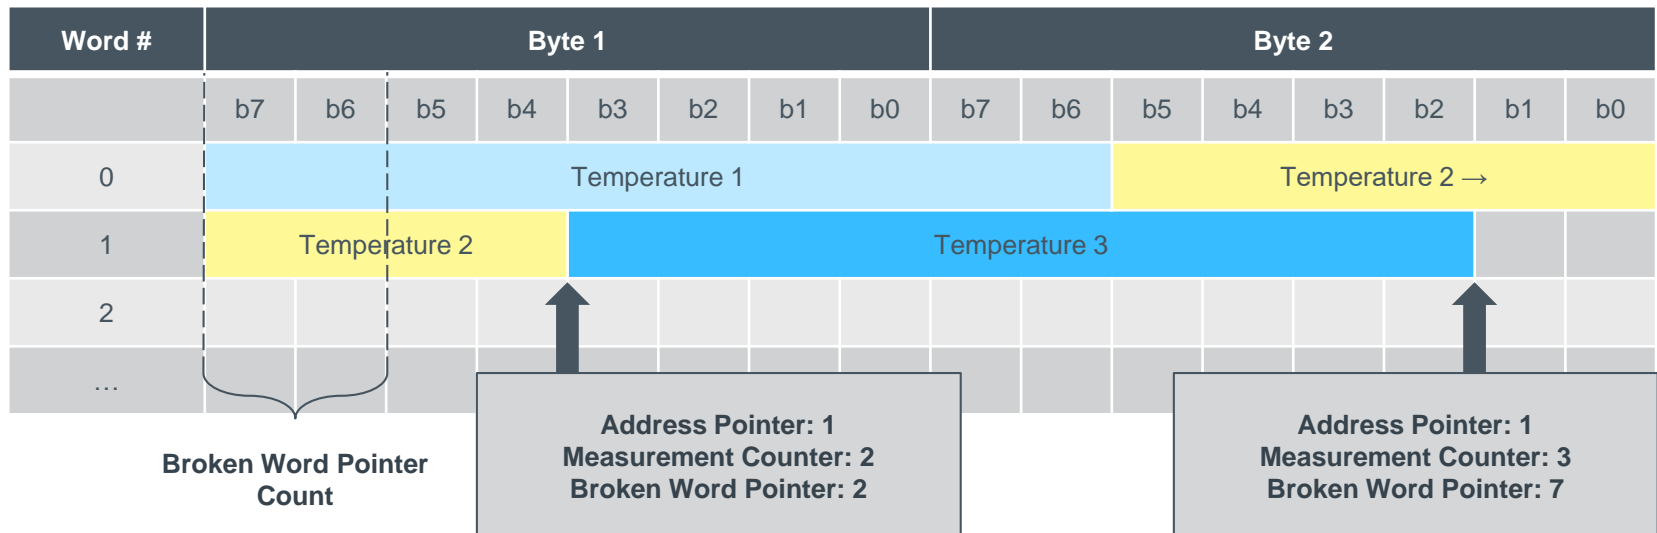 Word # Byte 1 Byte 2
b7 b6 b5 b4 b3 b2 b1 b0 b7 b6 b5 b4 b3 b2 b1 b0
0 Temperature 1 Temperature 2 →
1 Temperature 2 Temperature 3
2
…
Broken Word Pointer
Count
Address Pointer: 1
Measurement Counter: 2
Broken Word Pointer: 2
Address Pointer: 1
Measurement Counter: 3
Broken Word Pointer: 7